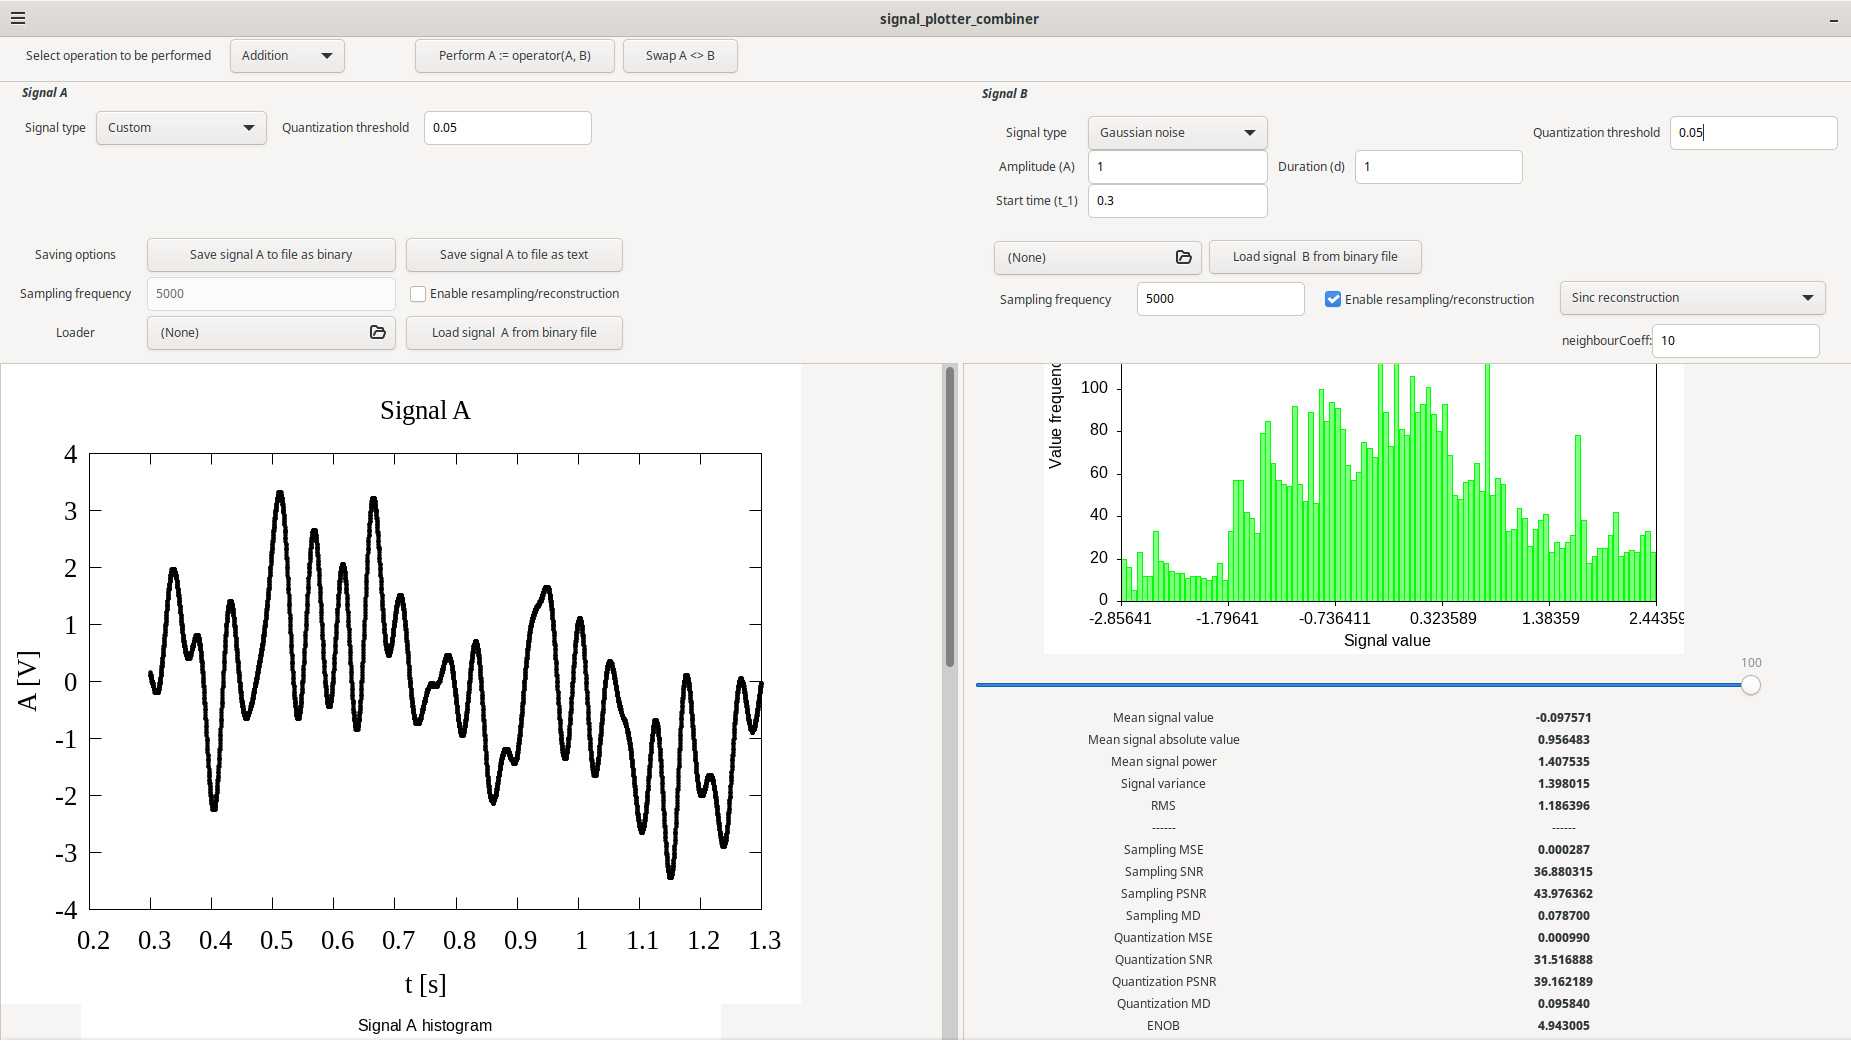 signal_plotter_combiner
Select operation to be performed Addition Perform A := operator(A, B) Swap A <> B
Signal A
Signal type Custom Quantization threshold 0.05
Saving options Save signal A to file as binary Save signal A to file as text
Sampling frequency 5000 Enable resampling/reconstruction
Loader (None) Load signal A from binary file
Signal B
Signal type Gaussian noise Quantization threshold 0.05
Amplitude (A) 1 Duration (d) 1
Start time (t_1) 0.3
(None) Load signal B from binary file
Sampling frequency 5000 Enable resampling/reconstruction Sinc reconstruction
neighbourCoeff: 10
Signal A
4
3
2
1
0
-1
-2
-3
-4
A [V]
0.2 0.3 0.4 0.5 0.6 0.7 0.8 0.9 1 1.1 1.2 1.3
t [s]
Signal A histogram
Value frequenc
100
80
60
40
20
0
-2.85641 -1.79641 -0.736411 0.323589 1.38359 2.44359
Signal value
100
Mean signal value -0.097571
Mean signal absolute value 0.956483
Mean signal power 1.407535
Signal variance 1.398015
RMS 1.186396
------ ------
Sampling MSE 0.000287
Sampling SNR 36.880315
Sampling PSNR 43.976362
Sampling MD 0.078700
Quantization MSE 0.000990
Quantization SNR 31.516888
Quantization PSNR 39.162189
Quantization MD 0.095840
ENOB 4.943005